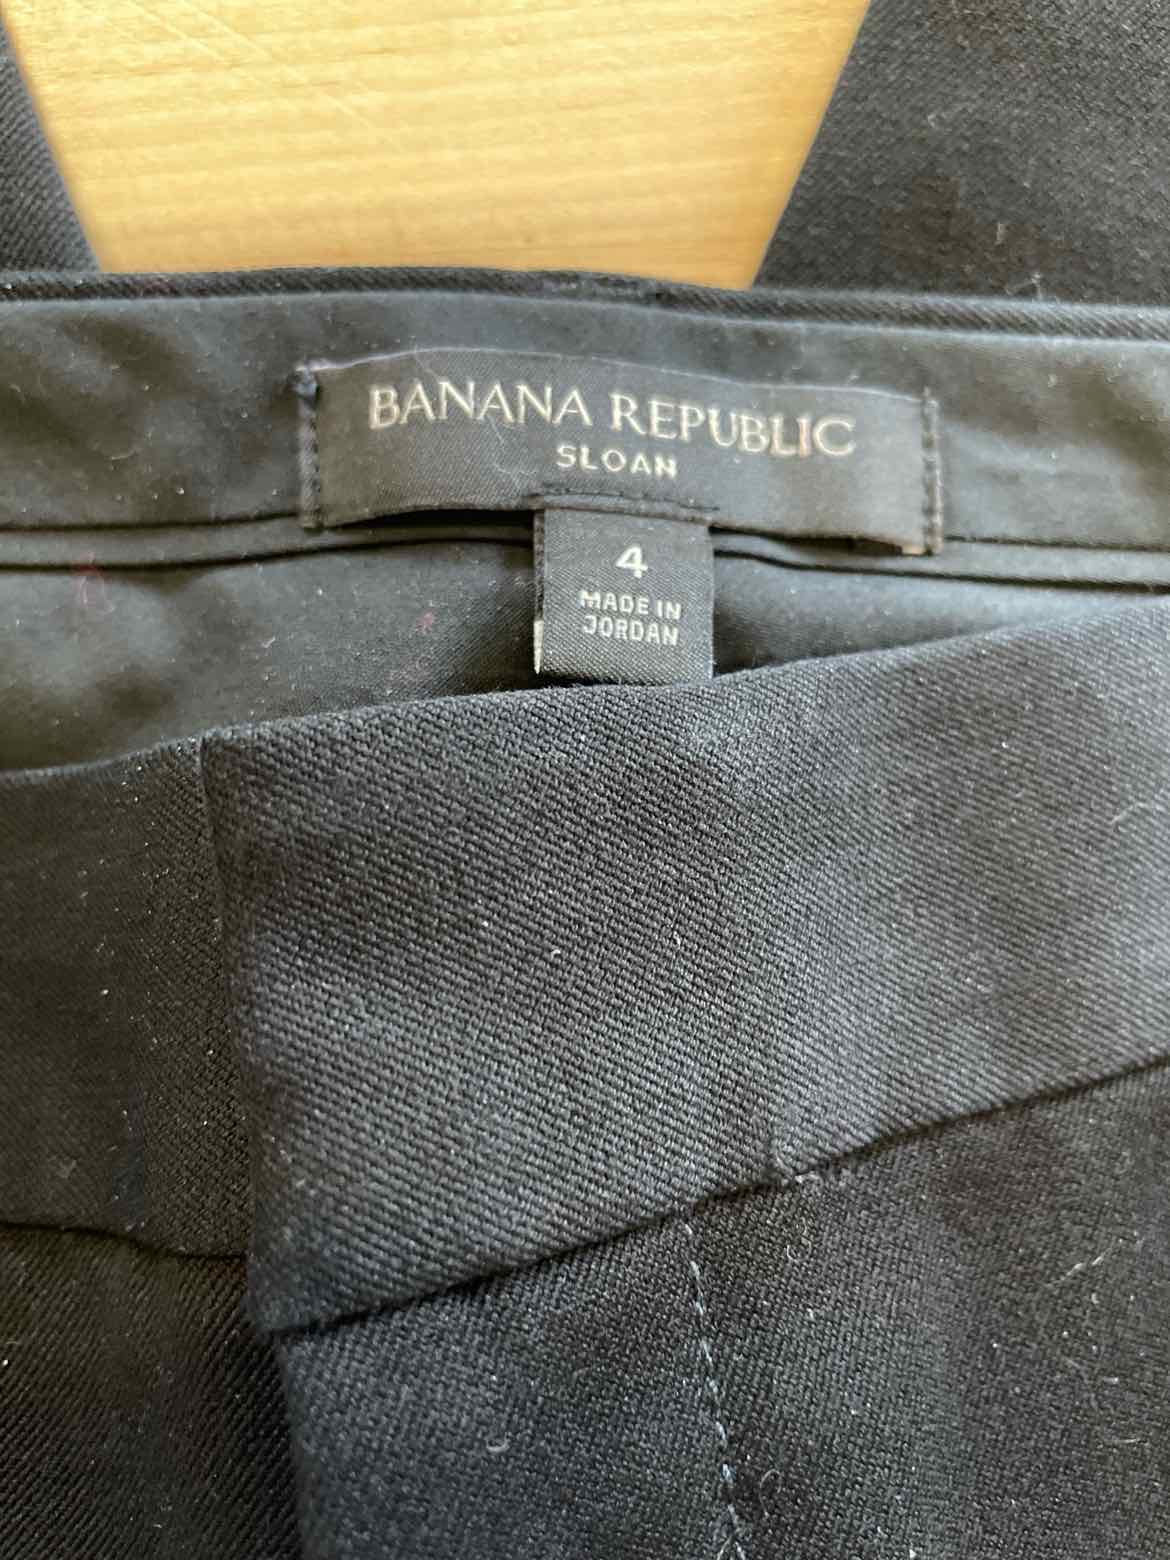 BANANA REPUBLIC
SLOAN
4
MADE IN
JORDAN